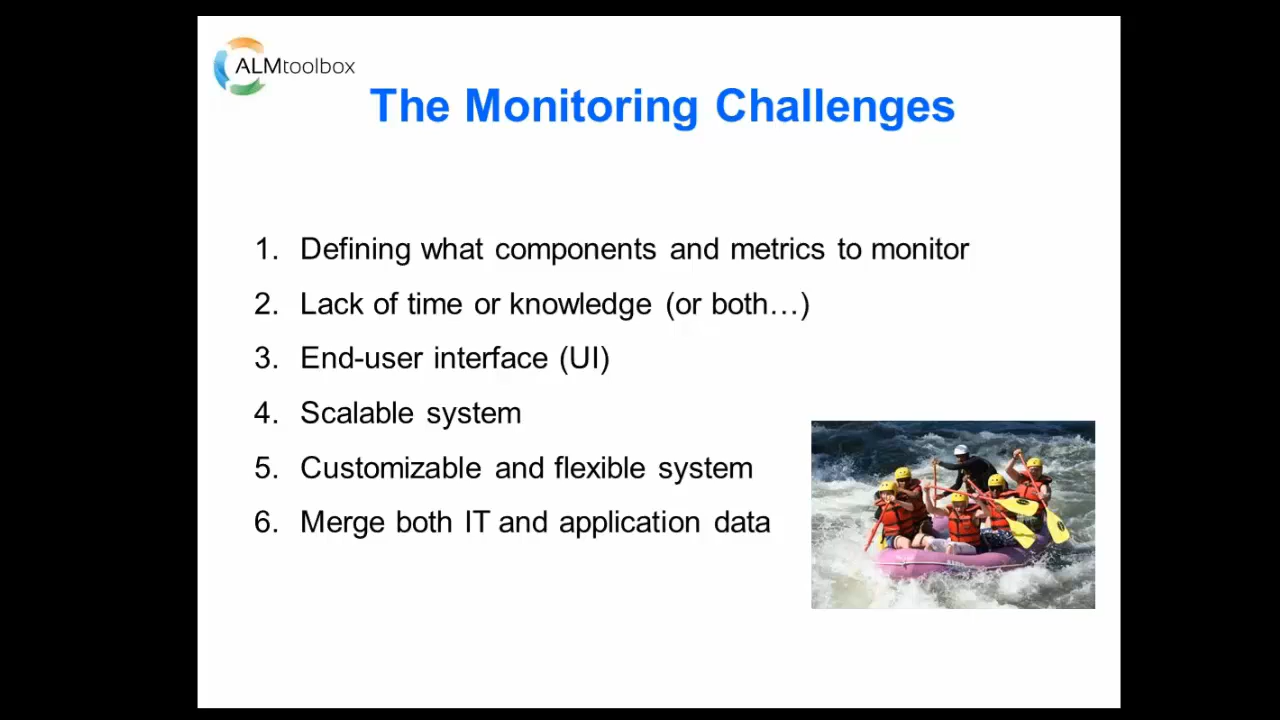 ALMtoolbox
The Monitoring Challenges
1. Defining what components and metrics to monitor
2. Lack of time or knowledge (or both…)
3. End-user interface (UI)
4. Scalable system
5. Customizable and flexible system
6. Merge both IT and application data